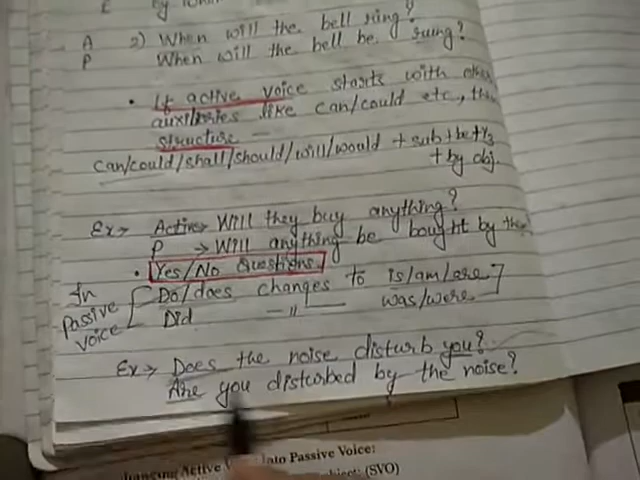 A 2) When will the bell ring?
P When will the bell be rung?
• If active voice starts with other
auxiliaries like can/could etc., then
structure —
can/could/shall/should/will/would + sub + be + V3
+ by obj.
Ex → Active → Will they buy anything?
P → Will anything be bought by them
• Yes/No Questions.
In Passive voice Do/does changes to is/am/are
Did —〃— was/were
Ex → Does the noise disturb you?
Are you disturbed by the noise?
Active Into Passive Voice:
(SVO)